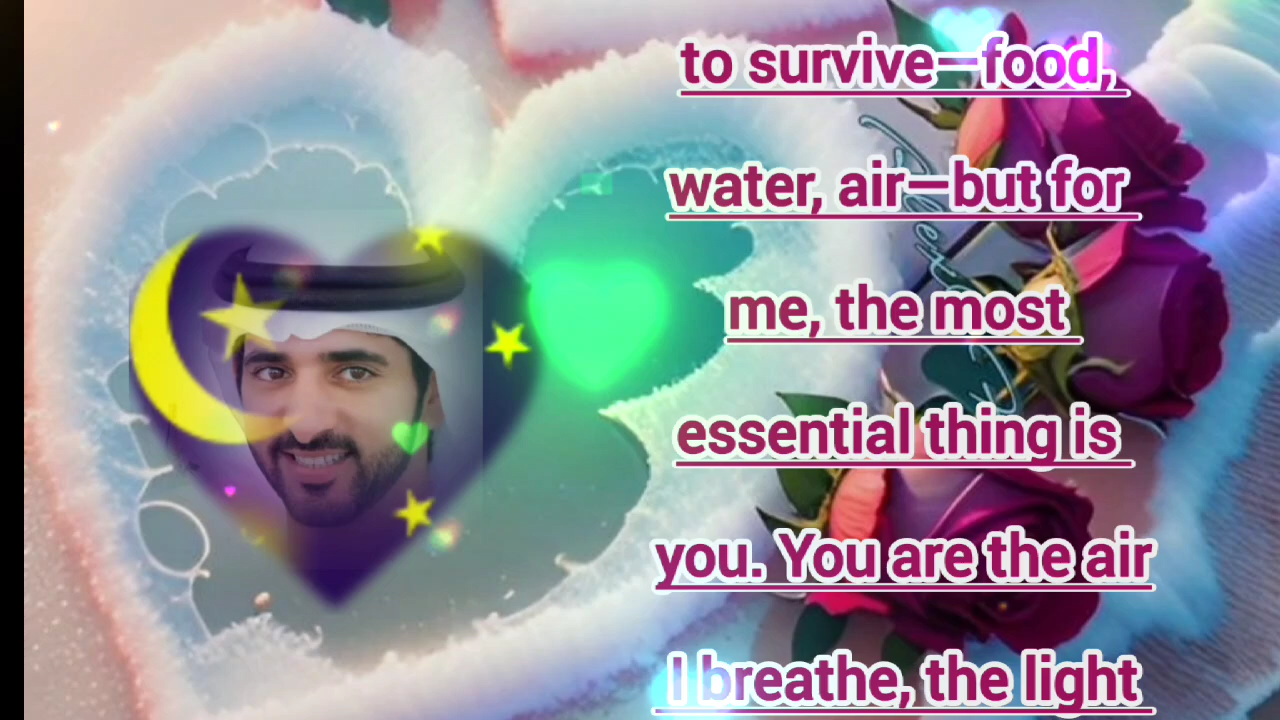 to survive—food,
water, air—but for
me, the most
essential thing is
you. You are the air
I breathe, the light